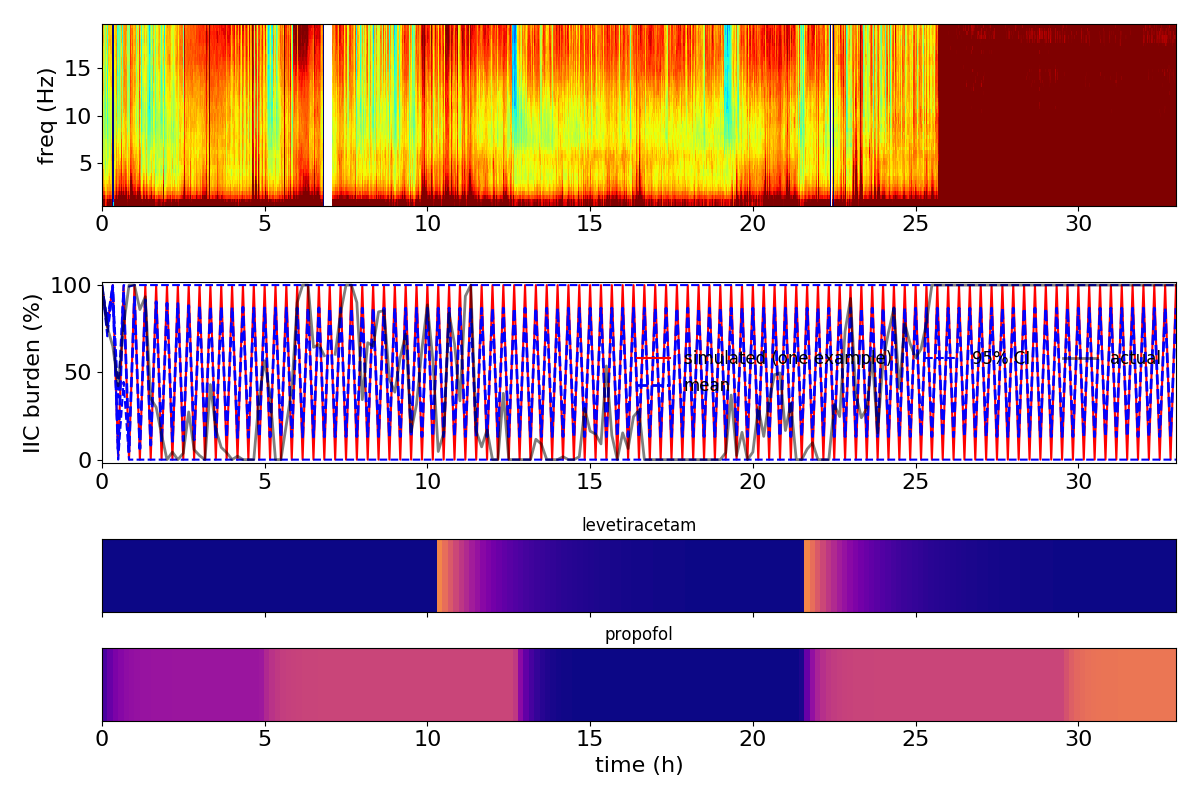 freq (Hz)
15
10
5
0 5 10 15 20 25 30
IIC burden (%)
100
50
0
simulated (one example) 95% CI actual
mean
0 5 10 15 20 25 30
levetiracetam
propofol
0 5 10 15 20 25 30
time (h)